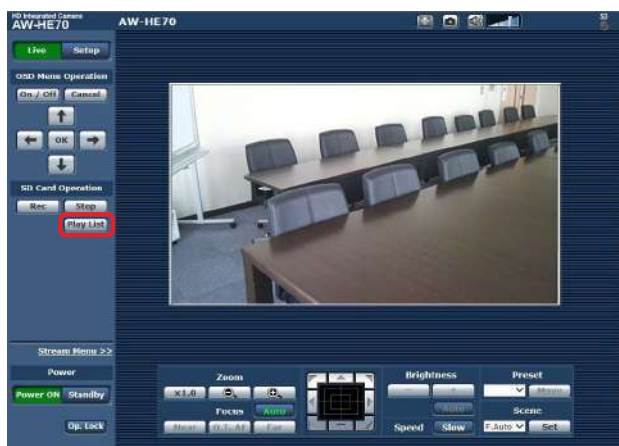 HD Integrated Camera
AW-HE70
AW-HE70
SD
Live Setup
OSD Menu Operation
On / Off Cancel
OK
SD Card Operation
Rec Stop
Play List
Stream Menu >>
Power
Power ON Standby
Op. Lock
Zoom
x1.0
Focus Auto
Near O.T. AF Far
Brightness
- +
Auto
Speed Slow
Preset
Move
Scene
F.Auto Set